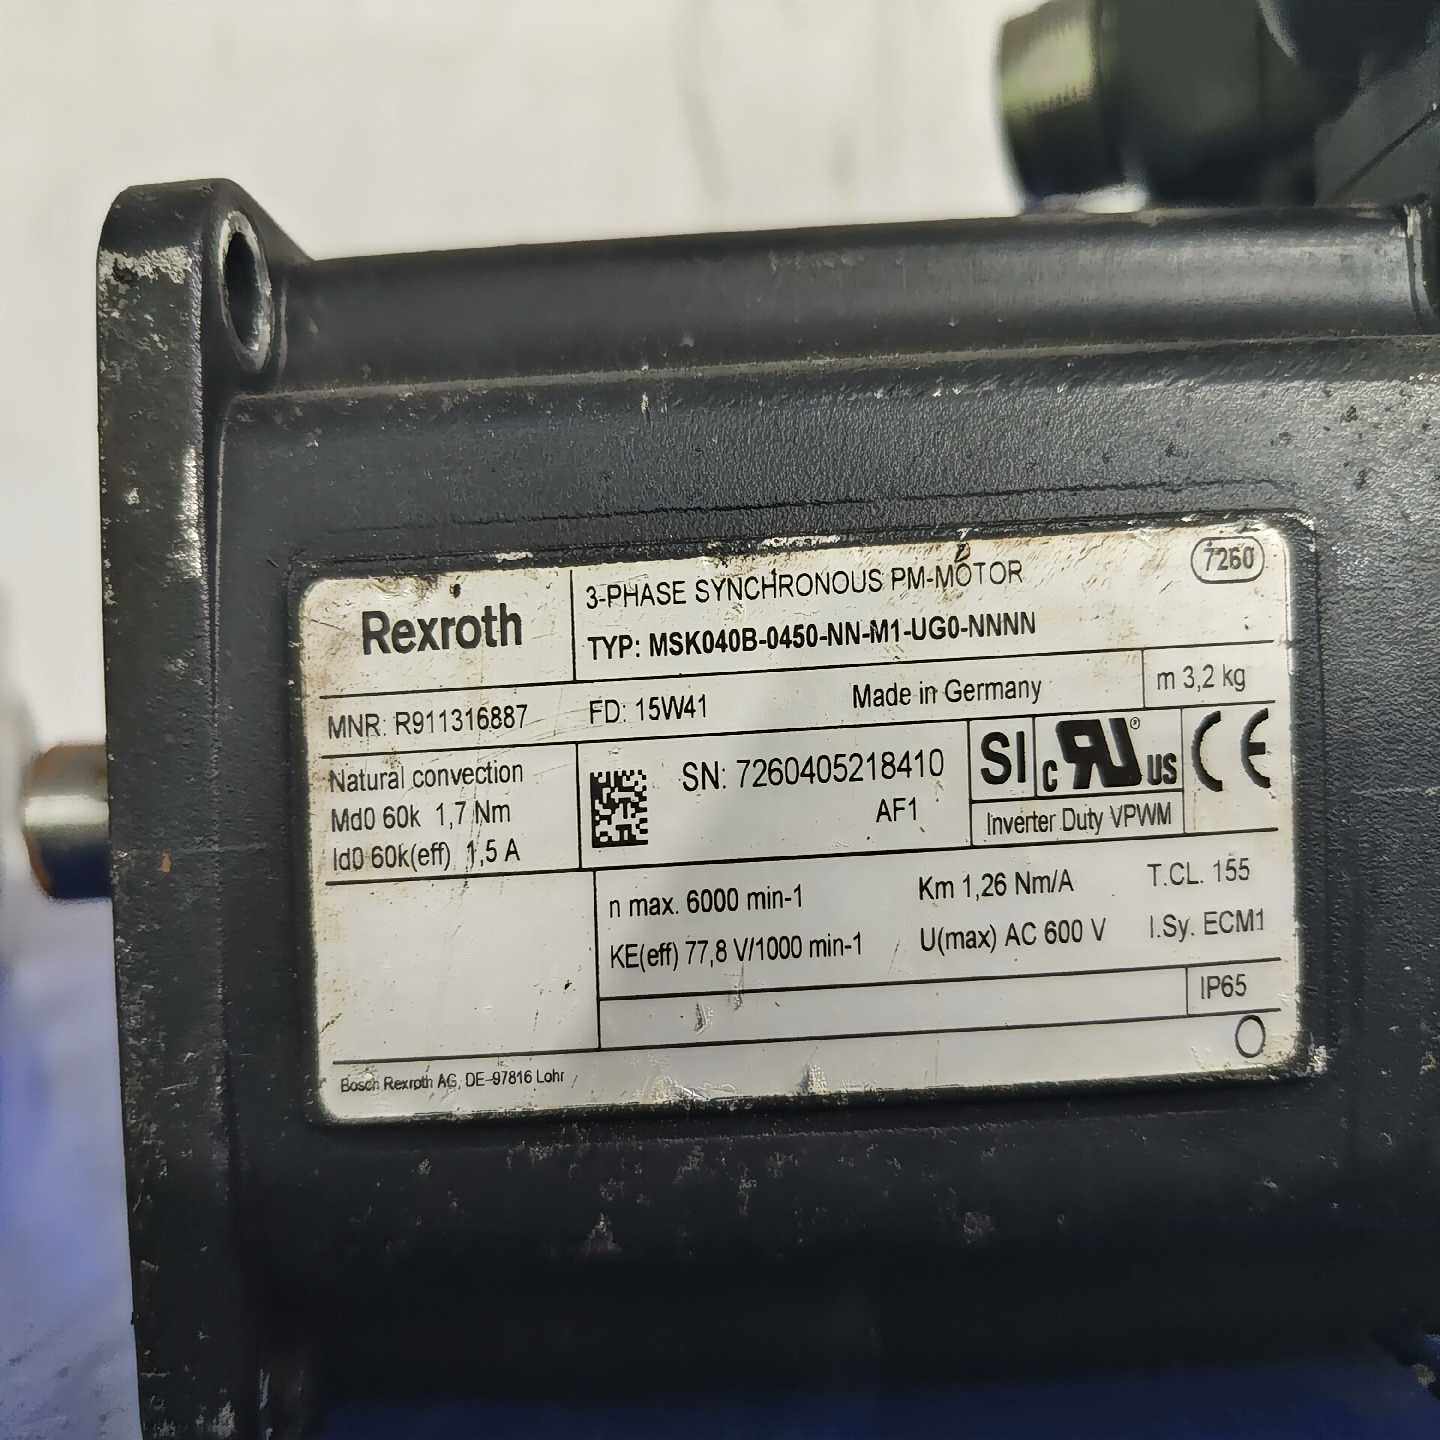 7260
3-PHASE SYNCHRONOUS PM-MOTOR
Rexroth
TYP: MSK040B-0450-NN-M1-UG0-NNNN
MNR: R911316887 FD: 15W41 Made in Germany m 3,2 kg
Natural convection
Md0 60k 1,7 Nm
Id0 60k(eff) 1,5 A
SN: 7260405218410
AF1
SI c RU ® US CE
Inverter Duty VPWM
n max. 6000 min-1 Km 1,26 Nm/A T.CL. 155
KE(eff) 77,8 V/1000 min-1 U(max) AC 600 V I.Sy. ECM1
IP65
Bosch Rexroth AG, DE-97816 Lohr